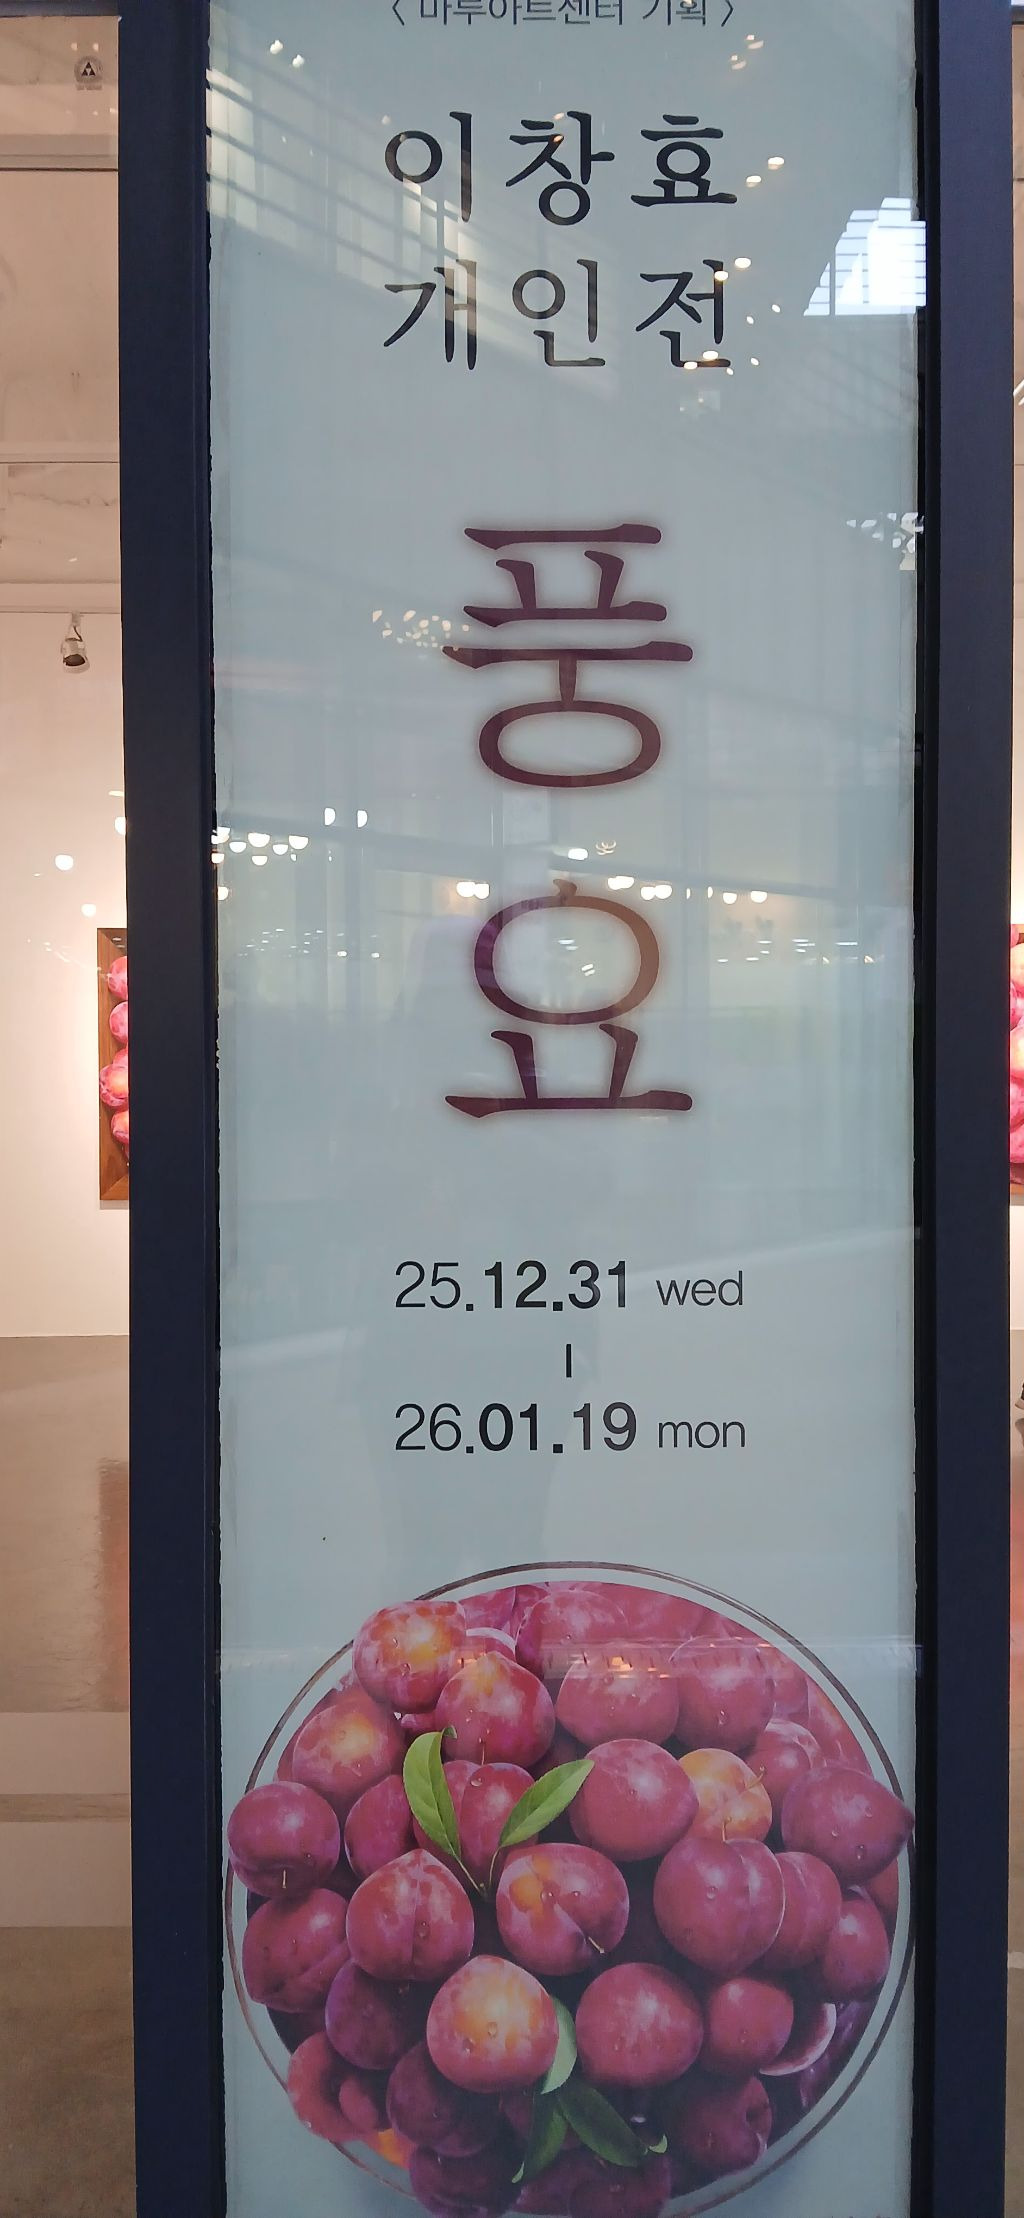 〈 마루아트센터 기획 〉
이창효
개인전
풍
요
25.12.31 wed
|
26.01.19 mon